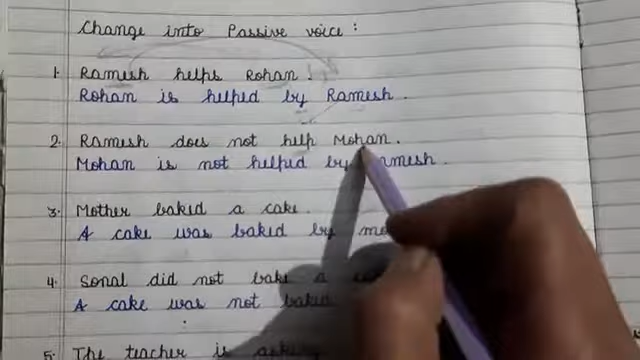 Change into Passive voice :
1. Ramesh helps Rohan .
Rohan is helped by Ramesh .
2. Ramesh does not help Mohan .
Mohan is not helped by Ramesh .
3. Mother baked a cake .
A cake was baked by
4. Sonal did not bake a
A cake was not baked
5. The teacher is